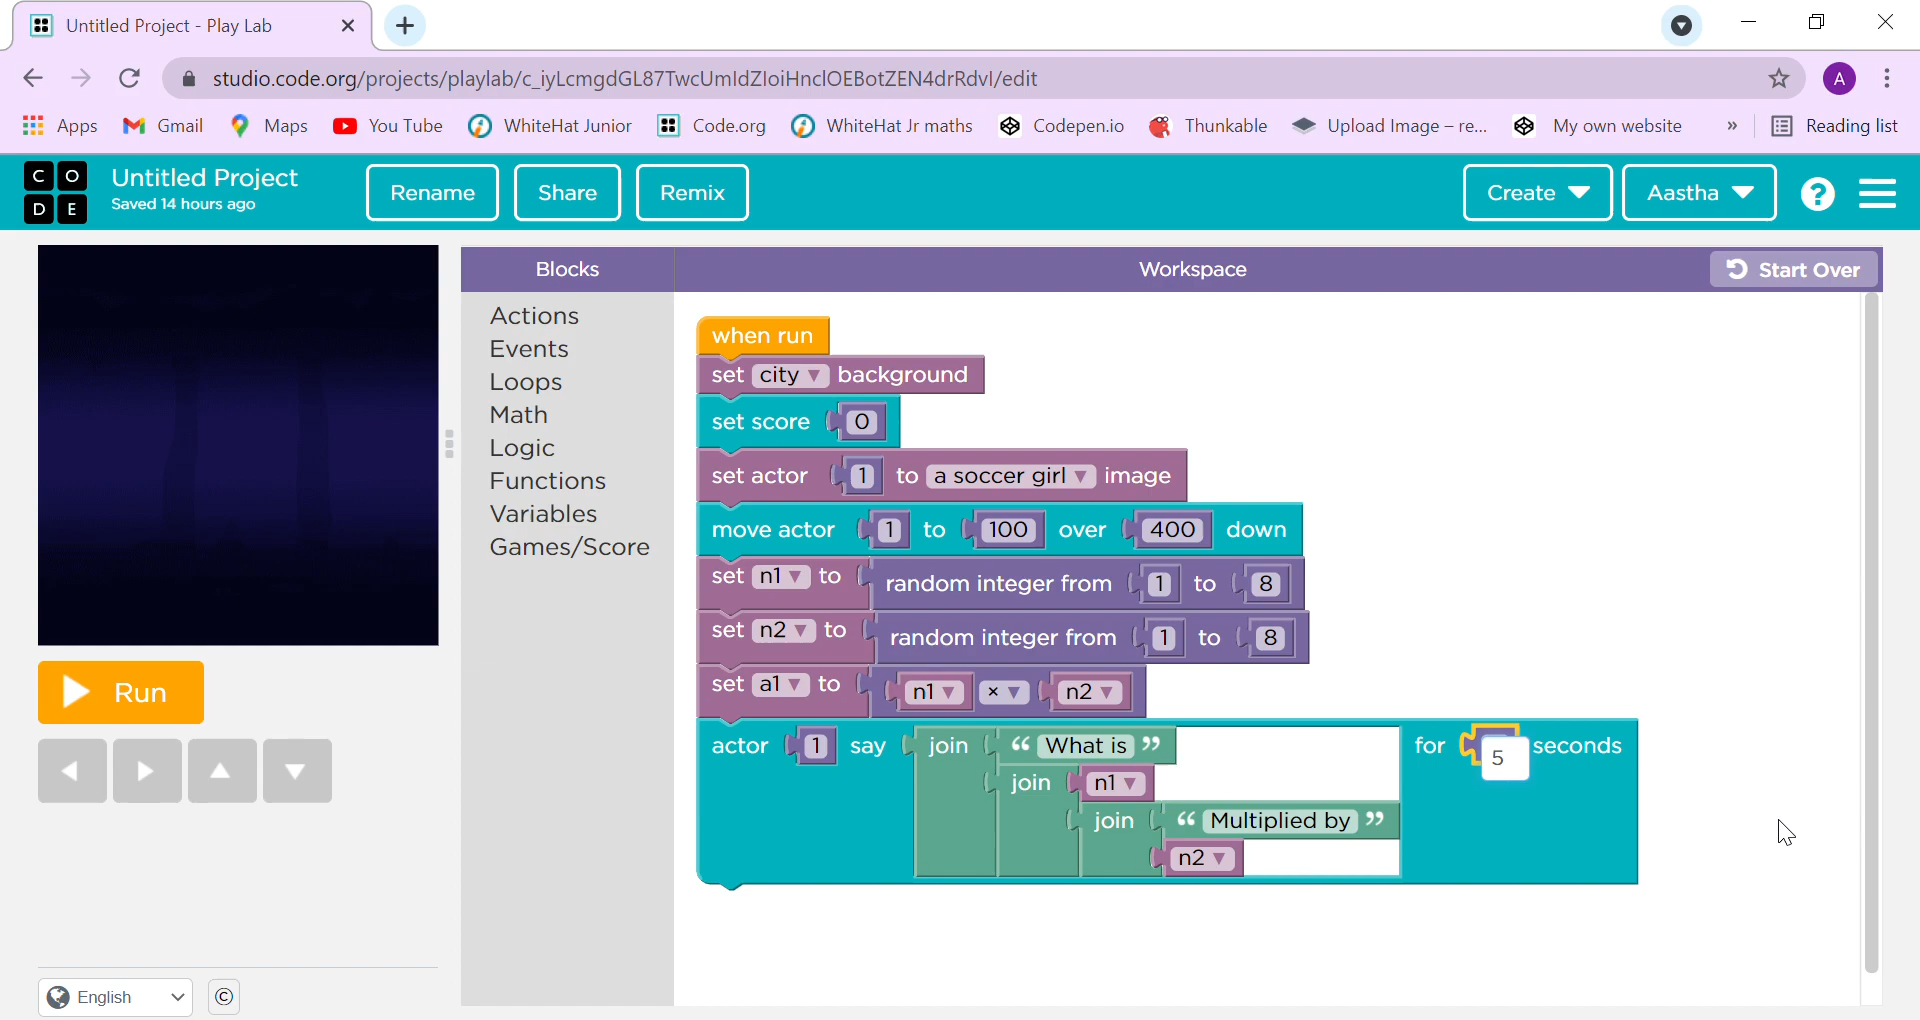 Untitled Project - Play Lab
studio.code.org/projects/playlab/c_iyLcmgdGL87TwcUmIdZIoiHnclOEBotZEN4drRdvI/edit
A
Apps Gmail Maps You Tube WhiteHat Junior Code.org WhiteHat Jr maths Codepen.io Thunkable Upload Image – re... My own website » Reading list
CODE
Untitled Project
Saved 14 hours ago
Rename Share Remix Create Aastha ?
Blocks Workspace Start Over
Actions
Events
Loops
Math
Logic
Functions
Variables
Games/Score
when run
set city background
set score 0
set actor 1 to a soccer girl image
move actor 1 to 100 over 400 down
set n1 to random integer from 1 to 8
set n2 to random integer from 1 to 8
set a1 to n1 × n2
actor 1 say join “ What is ” for 5 seconds
join n1
join “ Multiplied by ”
n2
Run
English ©